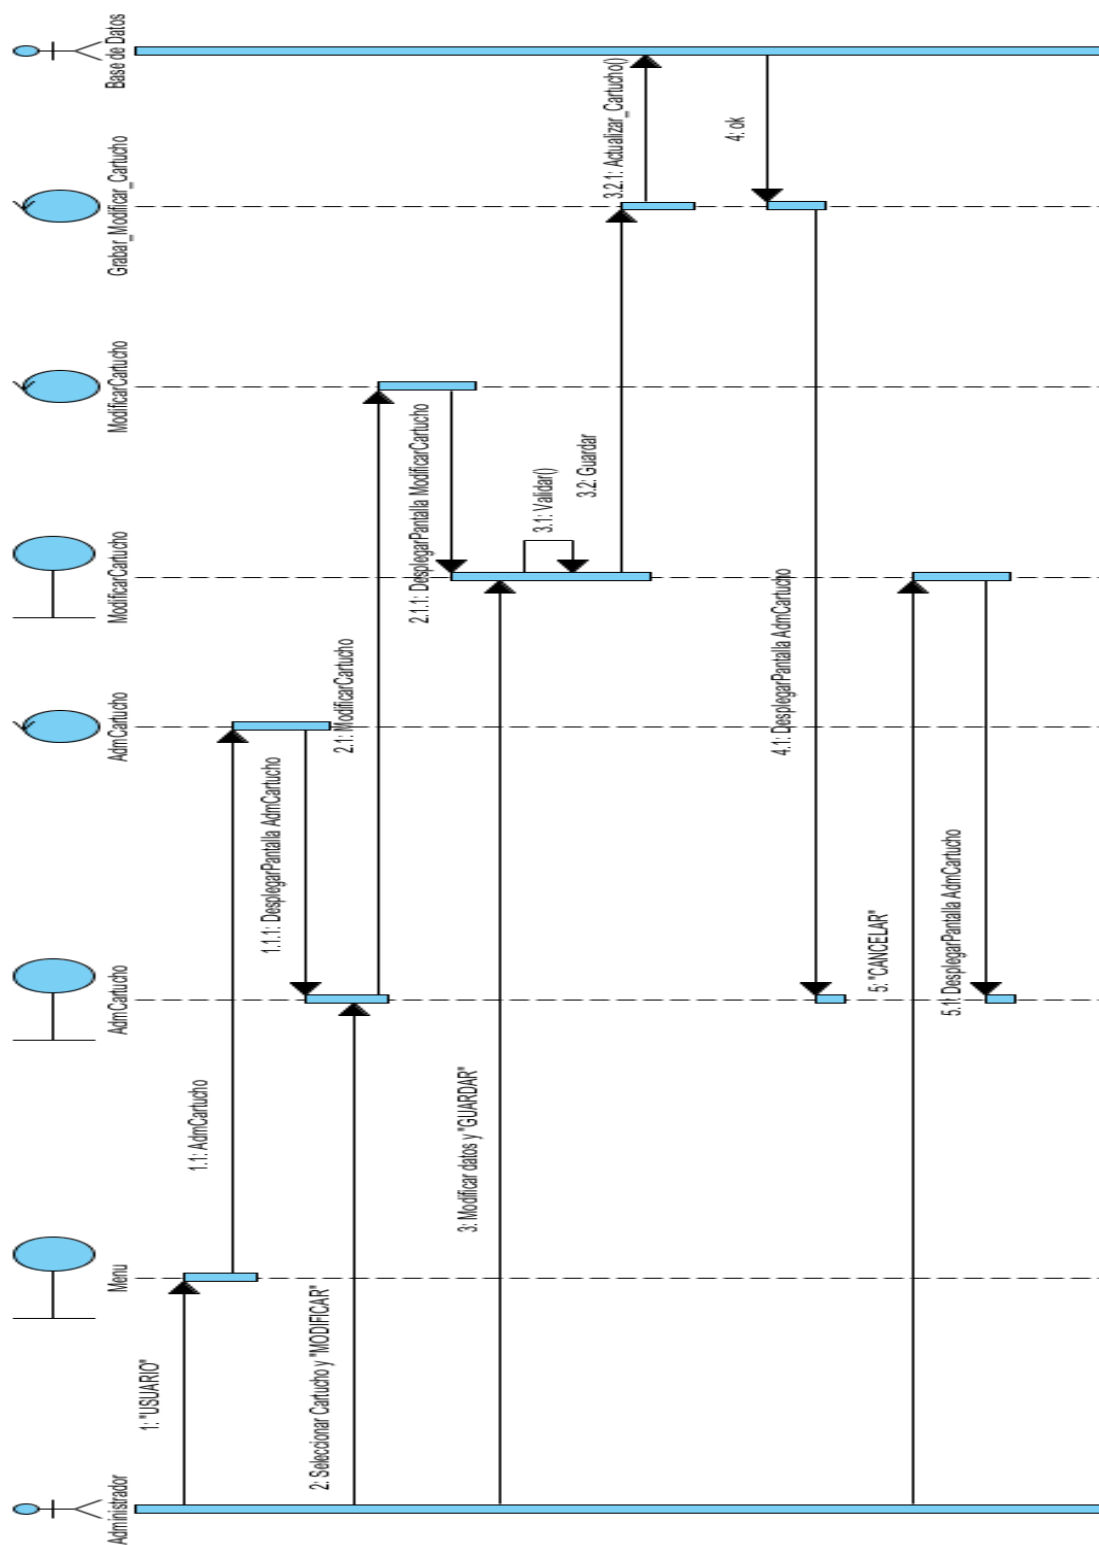 Administrador
Menu
AdmCartucho
AdmCartucho
ModificarCartucho
ModificarCartucho
Grabar_Modificar_Cartucho
Base de Datos
1: "USUARIO"
1.1: AdmCartucho
1.1.1: DesplegarPantalla AdmCartucho
2: Seleccionar Cartucho y "MODIFICAR"
2.1: ModificarCartucho
2.1.1: DesplegarPantalla ModificarCartucho
3: Modificar datos y "GUARDAR"
3.1: Validar()
3.2: Guardar
3.2.1: Actualizar_Cartucho()
4: ok
4.1: DesplegarPantalla AdmCartucho
5: "CANCELAR"
5.1: DesplegarPantalla AdmCartucho